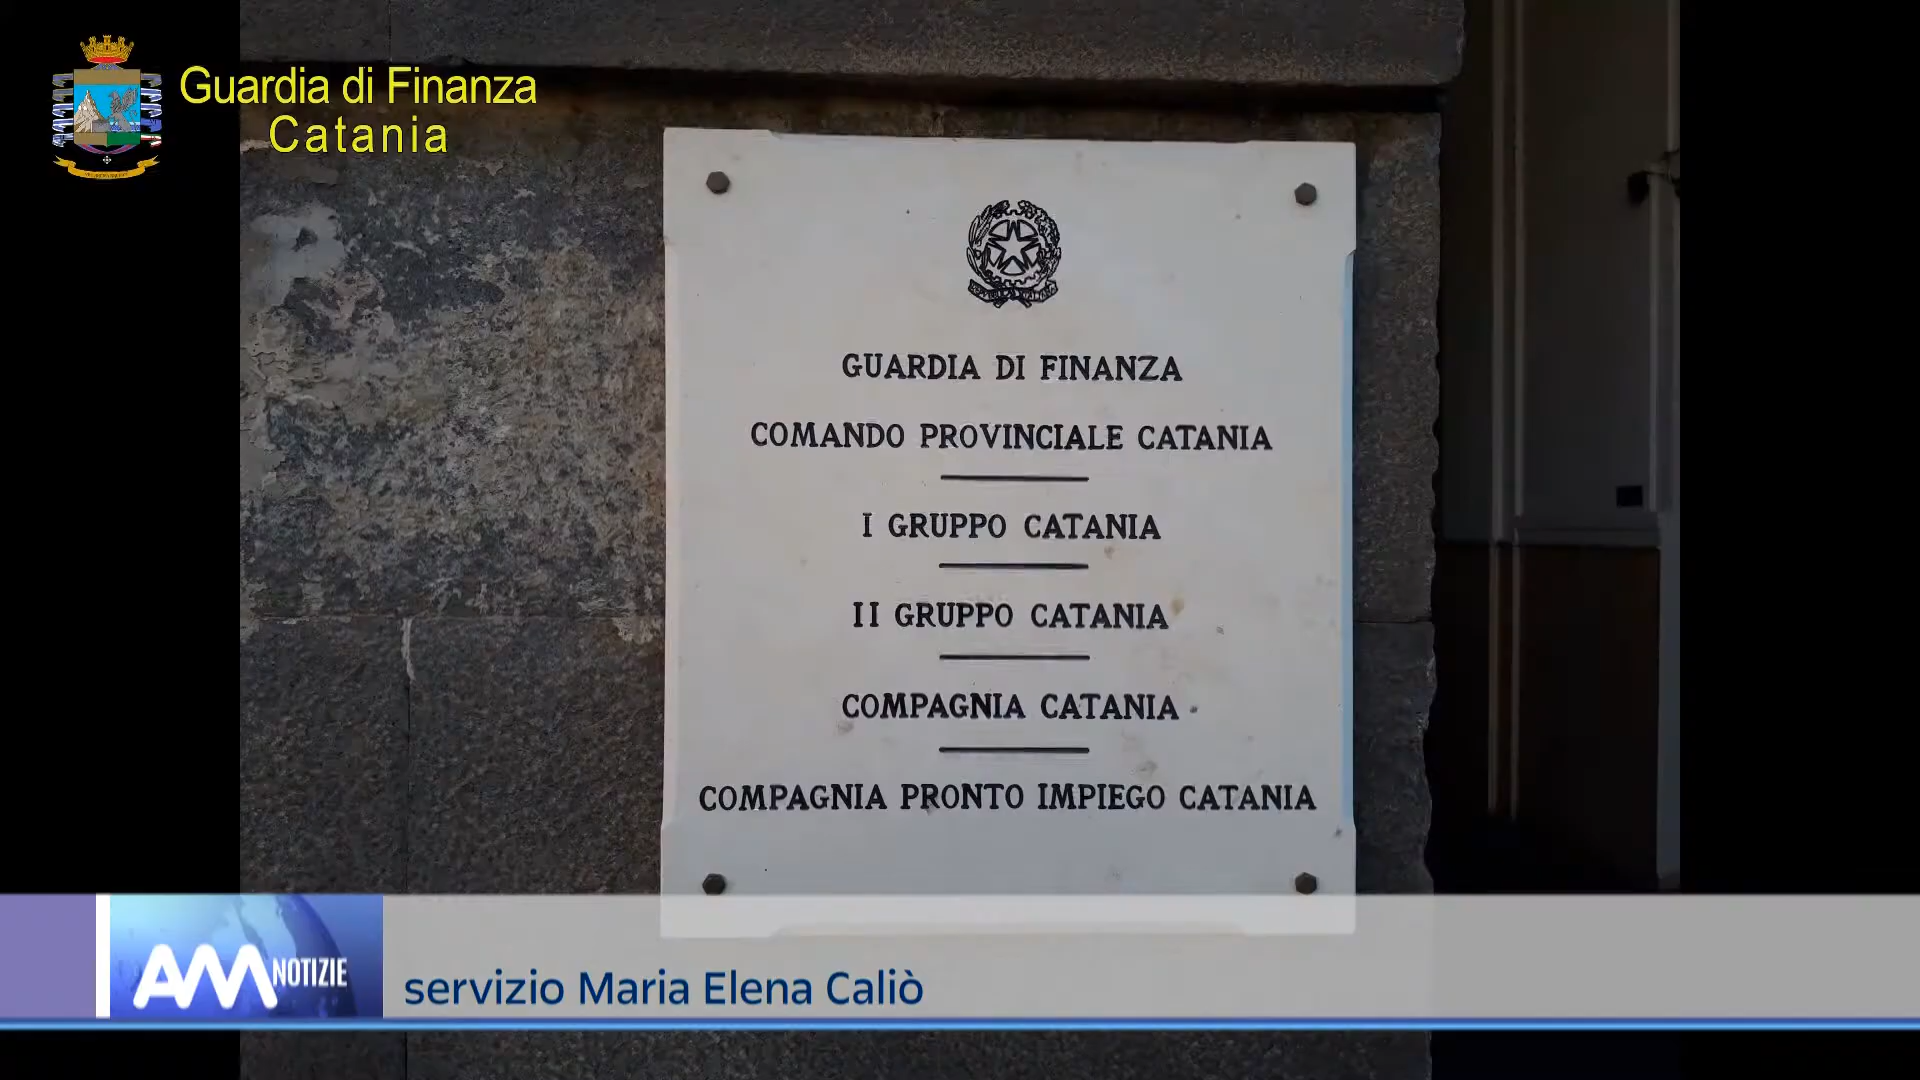 Guardia di Finanza
Catania
GUARDIA DI FINANZA
COMANDO PROVINCIALE CATANIA
I GRUPPO CATANIA
II GRUPPO CATANIA
COMPAGNIA CATANIA
COMPAGNIA PRONTO IMPIEGO CATANIA
AM NOTIZIE
servizio Maria Elena Caliò